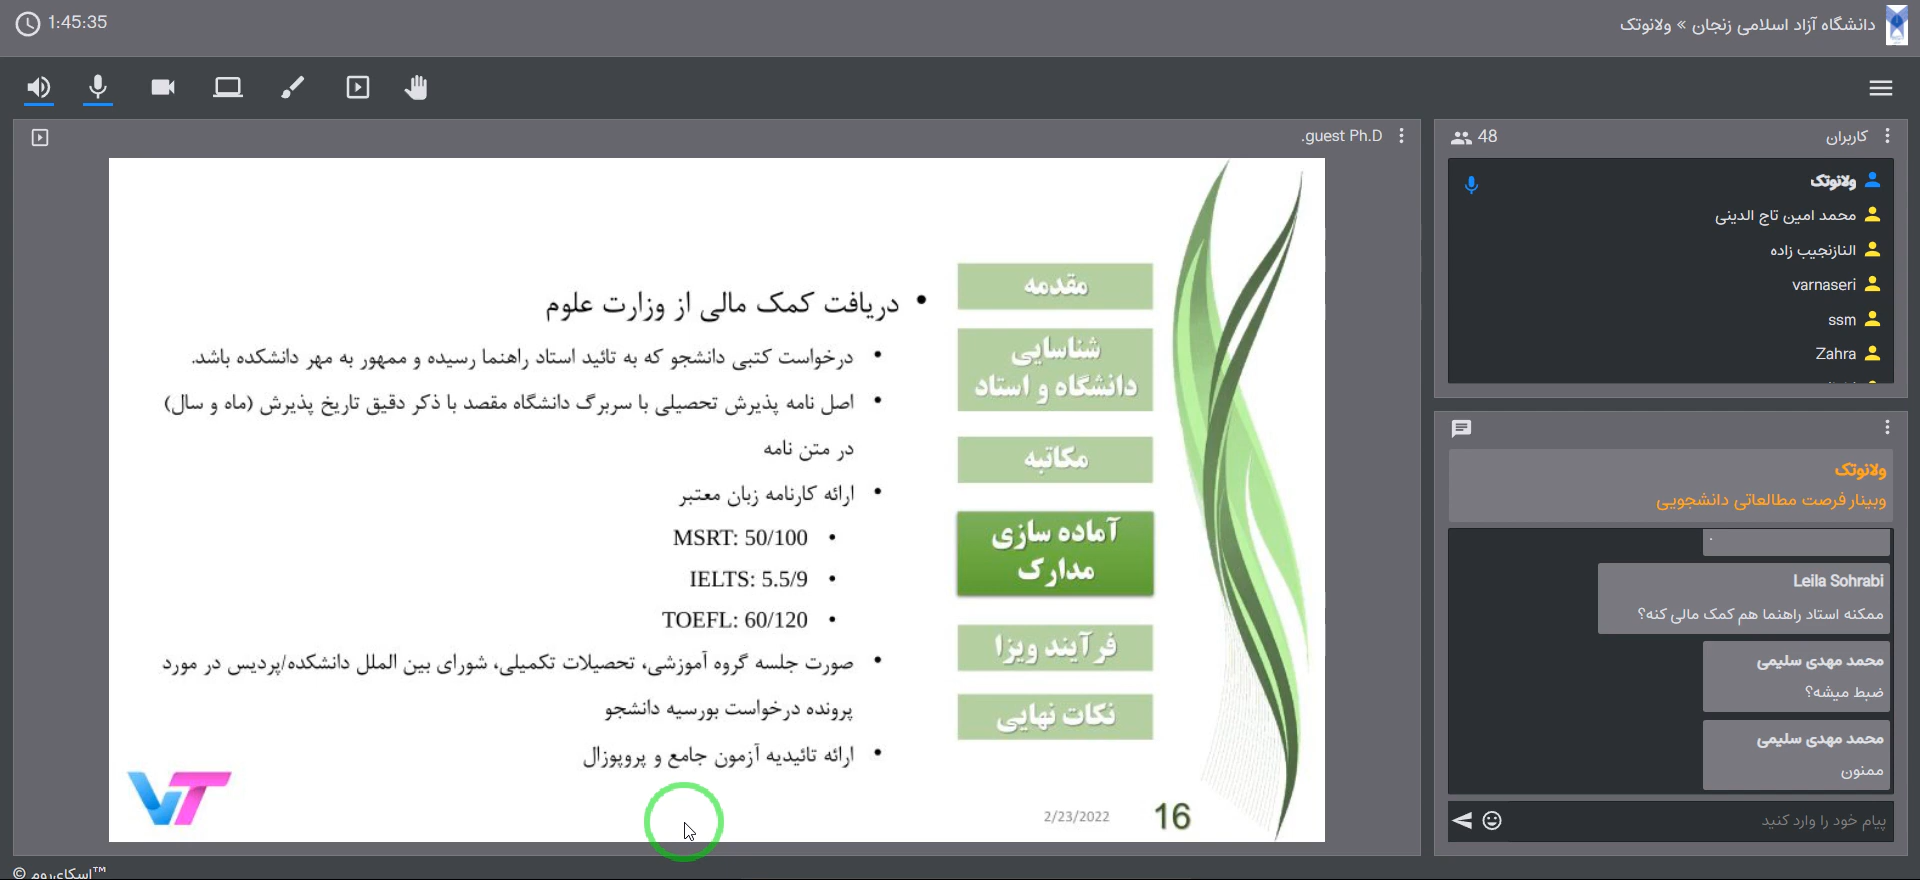 1:45:35
دانشگاه آزاد اسلامی زنجان » ولانوتک
guest Ph.D.
مقدمه
شناسایی
دانشگاه و استاد
مکاتبه
آماده سازی
مدارک
فرآیند ویزا
نکات نهایی
• دریافت کمک مالی از وزارت علوم
• درخواست کتبی دانشجو که به تائید استاد راهنما رسیده و ممهور به مهر دانشکده باشد.
• اصل نامه پذیرش تحصیلی با سربرگ دانشگاه مقصد با ذکر دقیق تاریخ پذیرش (ماه و سال)
در متن نامه
• ارائه کارنامه زبان معتبر
• MSRT: 50/100
• IELTS: 5.5/9
• TOEFL: 60/120
• صورت جلسه گروه آموزشی، تحصیلات تکمیلی، شورای بین الملل دانشکده/پردیس در مورد
پرونده درخواست بورسیه دانشجو
• ارائه تائیدیه آزمون جامع و پروپوزال
VT
2/23/2022
16
کاربران
48
ولانوتک
محمد امین تاج الدینی
النازنجیب زاده
varnaseri
ssm
Zahra
ولانوتک
وبینار فرصت مطالعاتی دانشجویی
.
Leila Sohrabi
ممکنه استاد راهنما هم کمک مالی کنه؟
محمد مهدی سلیمی
ضبط میشه؟
محمد مهدی سلیمی
ممنون
پیام خود را وارد کنید
© اسکای‌روم™